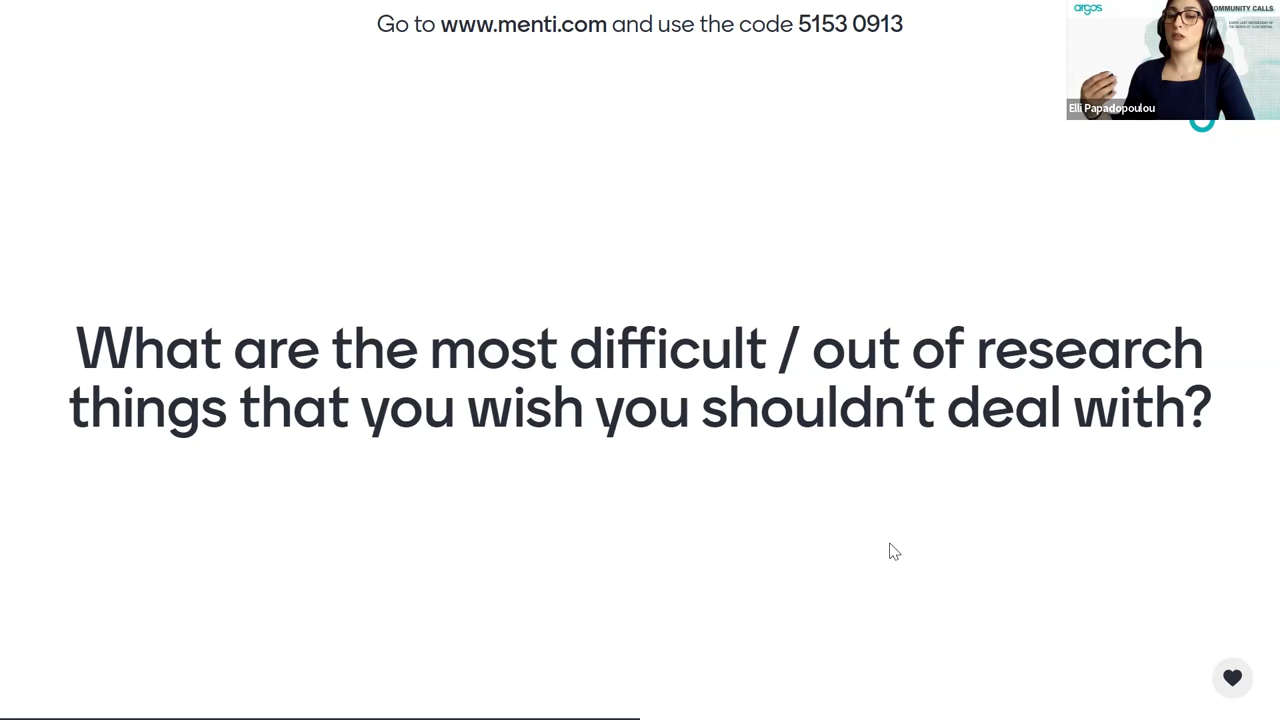 Go to www.menti.com and use the code 5153 0913
argos
OMMUNITY CALLS
Elli Papadopoulou
What are the most difficult / out of research
things that you wish you shouldn't deal with?